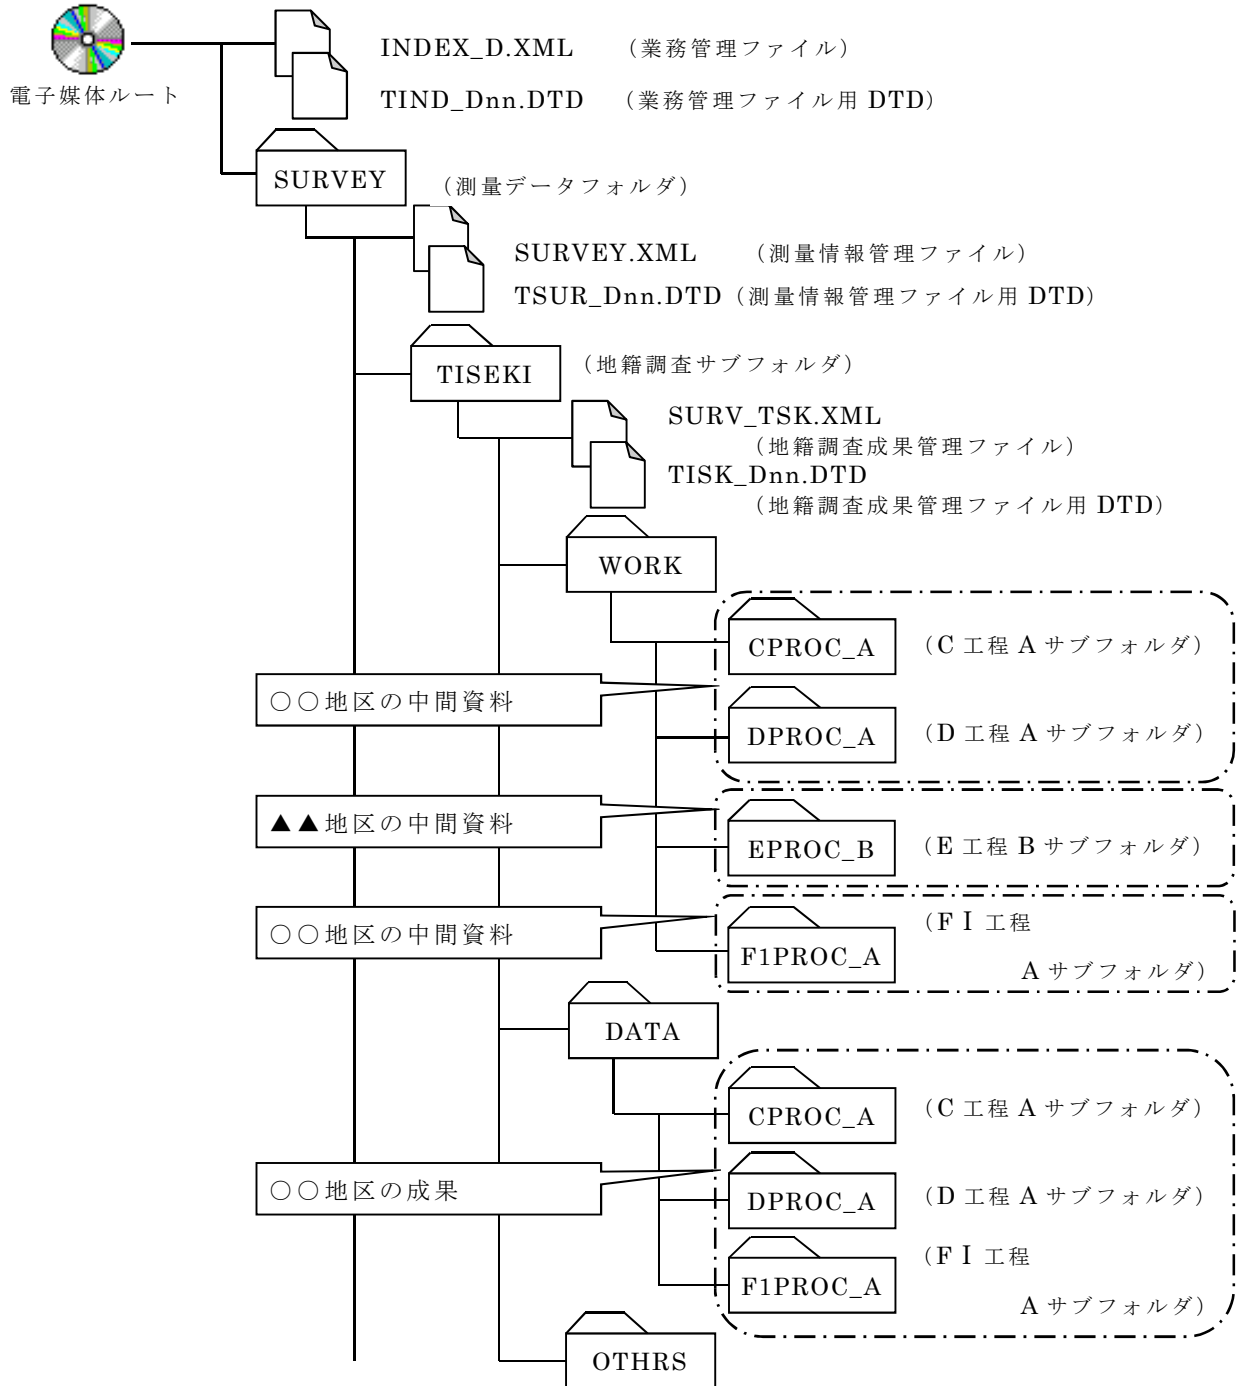 INDEX_D.XML (業務管理ファイル)
電子媒体ルート
TIND_Dnn.DTD (業務管理ファイル用 DTD)
SURVEY
(測量データフォルダ)
SURVEY.XML (測量情報管理ファイル)
TSUR_Dnn.DTD (測量情報管理ファイル用 DTD)
TISEKI
(地籍調査サブフォルダ)
SURV_TSK.XML
(地籍調査成果管理ファイル)
TISK_Dnn.DTD
(地籍調査成果管理ファイル用 DTD)
WORK
CPROC_A (C 工程 A サブフォルダ)
○○地区の中間資料
DPROC_A (D 工程 A サブフォルダ)
▲▲地区の中間資料
EPROC_B (E 工程 B サブフォルダ)
○○地区の中間資料
(FⅠ工程
F1PROC_A
A サブフォルダ)
DATA
CPROC_A (C 工程 A サブフォルダ)
○○地区の成果
DPROC_A (D 工程 A サブフォルダ)
(FⅠ工程
F1PROC_A
A サブフォルダ)
OTHRS